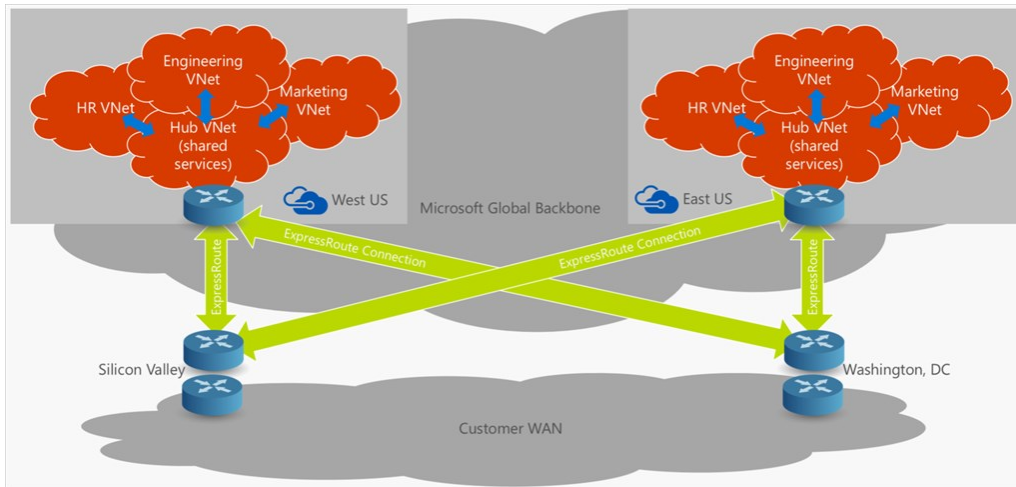 Engineering
VNet
HR VNet
Marketing
VNet
Hub VNet
(shared
services)
West US
Engineering
VNet
HR VNet
Marketing
VNet
Hub VNet
(shared
services)
East US
Microsoft Global Backbone
ExpressRoute Connection
ExpressRoute Connection
ExpressRoute
ExpressRoute
Silicon Valley
Washington, DC
Customer WAN